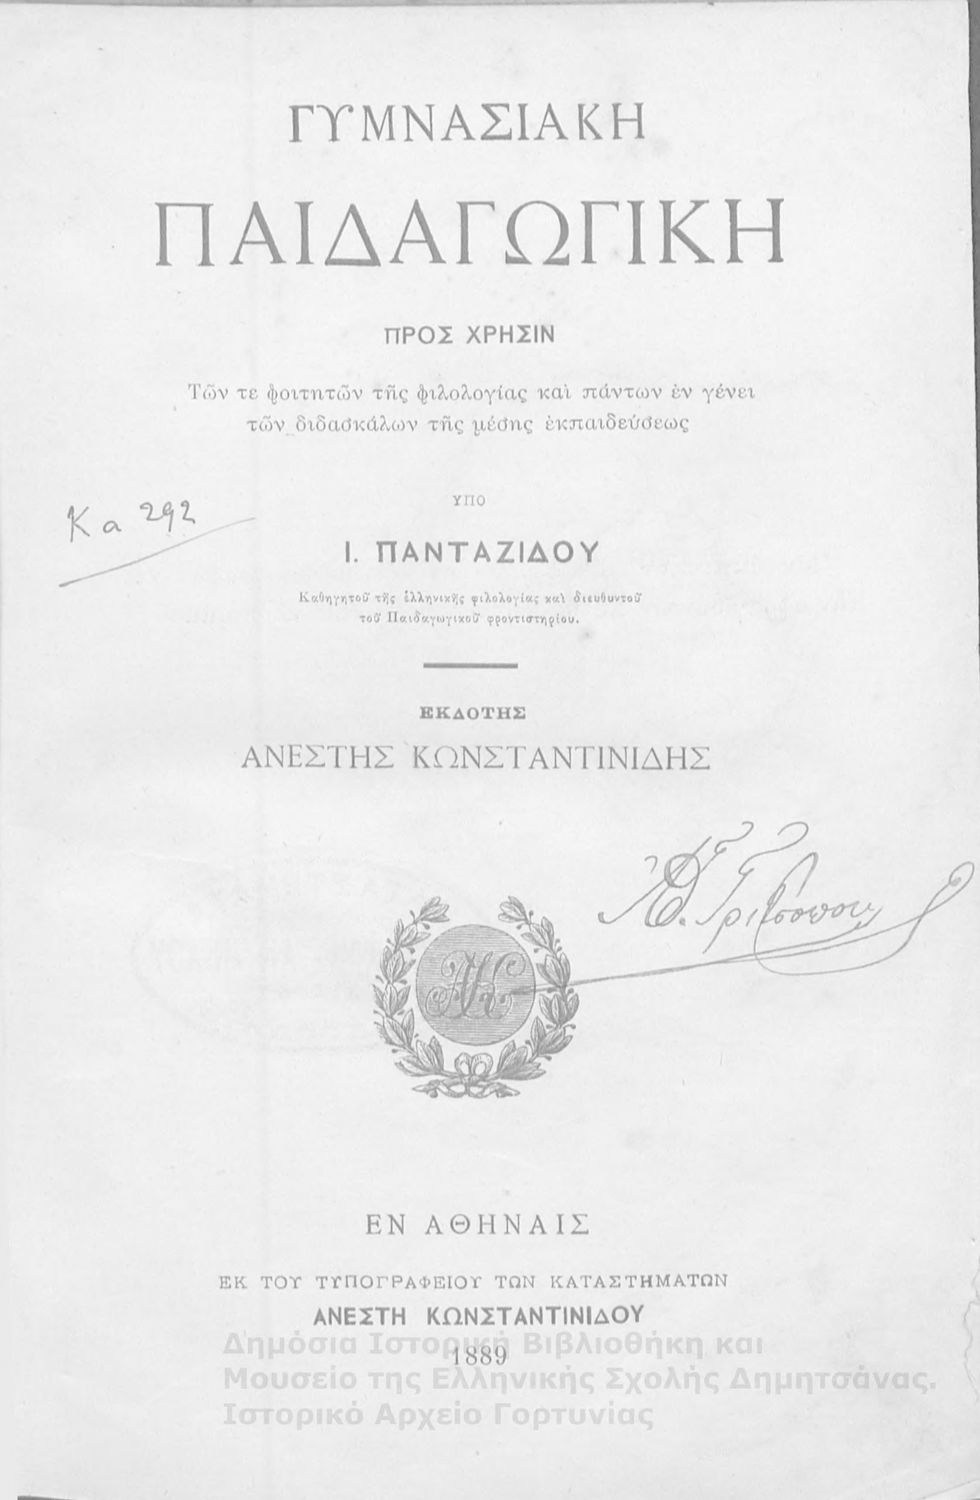 ΓΥΜΝΑΣΙΑΚΗ
ΠΑΙΔΑΓΩΓΙΚΗ
ΠΡΟΣ ΧΡΗΣΙΝ
Τῶν τε φοιτητῶν τῆς φιλολογίας καὶ πάντων ἐν γένει
τῶν διδασκάλων τῆς μέσης ἐκπαιδεύσεως
Κα 292
ΥΠΟ
Ι. ΠΑΝΤΑΖΙΔΟΥ
Καθηγητοῦ τῆς ἑλληνικῆς φιλολογίας καὶ διευθυντοῦ
τοῦ Παιδαγωγικοῦ φροντιστηρίου.
ΕΚΔΟΤΗΣ
ΑΝΕΣΤΗΣ ΚΩΝΣΤΑΝΤΙΝΙΔΗΣ
ΑΚ
ΕΝ ΑΘΗΝΑΙΣ
ΕΚ ΤΟΥ ΤΥΠΟΓΡΑΦΕΙΟΥ ΤΩΝ ΚΑΤΑΣΤΗΜΑΤΩΝ
ΑΝΕΣΤΗ ΚΩΝΣΤΑΝΤΙΝΙΔΟΥ
1889
Δημόσια Ιστορική Βιβλιοθήκη και
Μουσείο της Ελληνικής Σχολής Δημητσάνας.
Ιστορικό Αρχείο Γορτυνίας